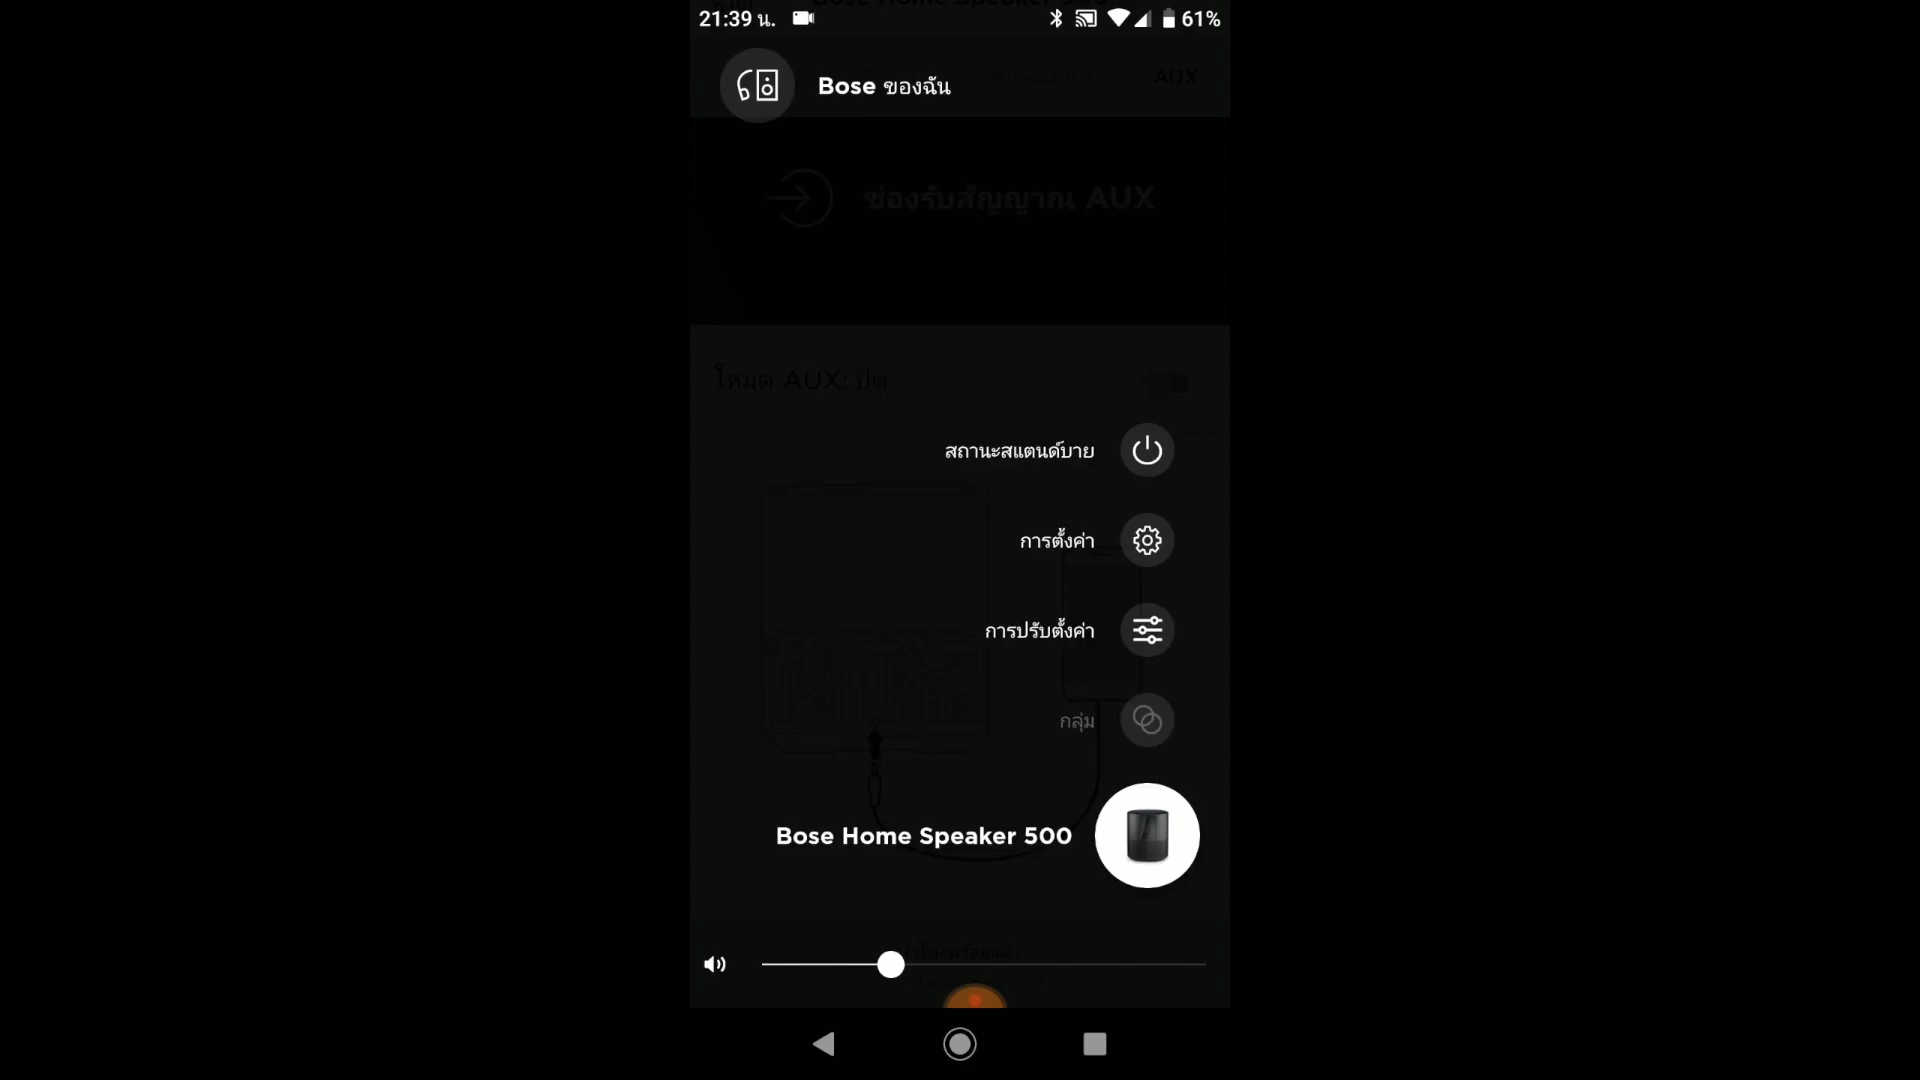 21:39 น.
61%
Bose ของฉัน
AUX
ช่องรับสัญญาณ AUX
โหมด AUX: ปิด
สถานะสแตนด์บาย
การตั้งค่า
การปรับตั้งค่า
กลุ่ม
Bose Home Speaker 500